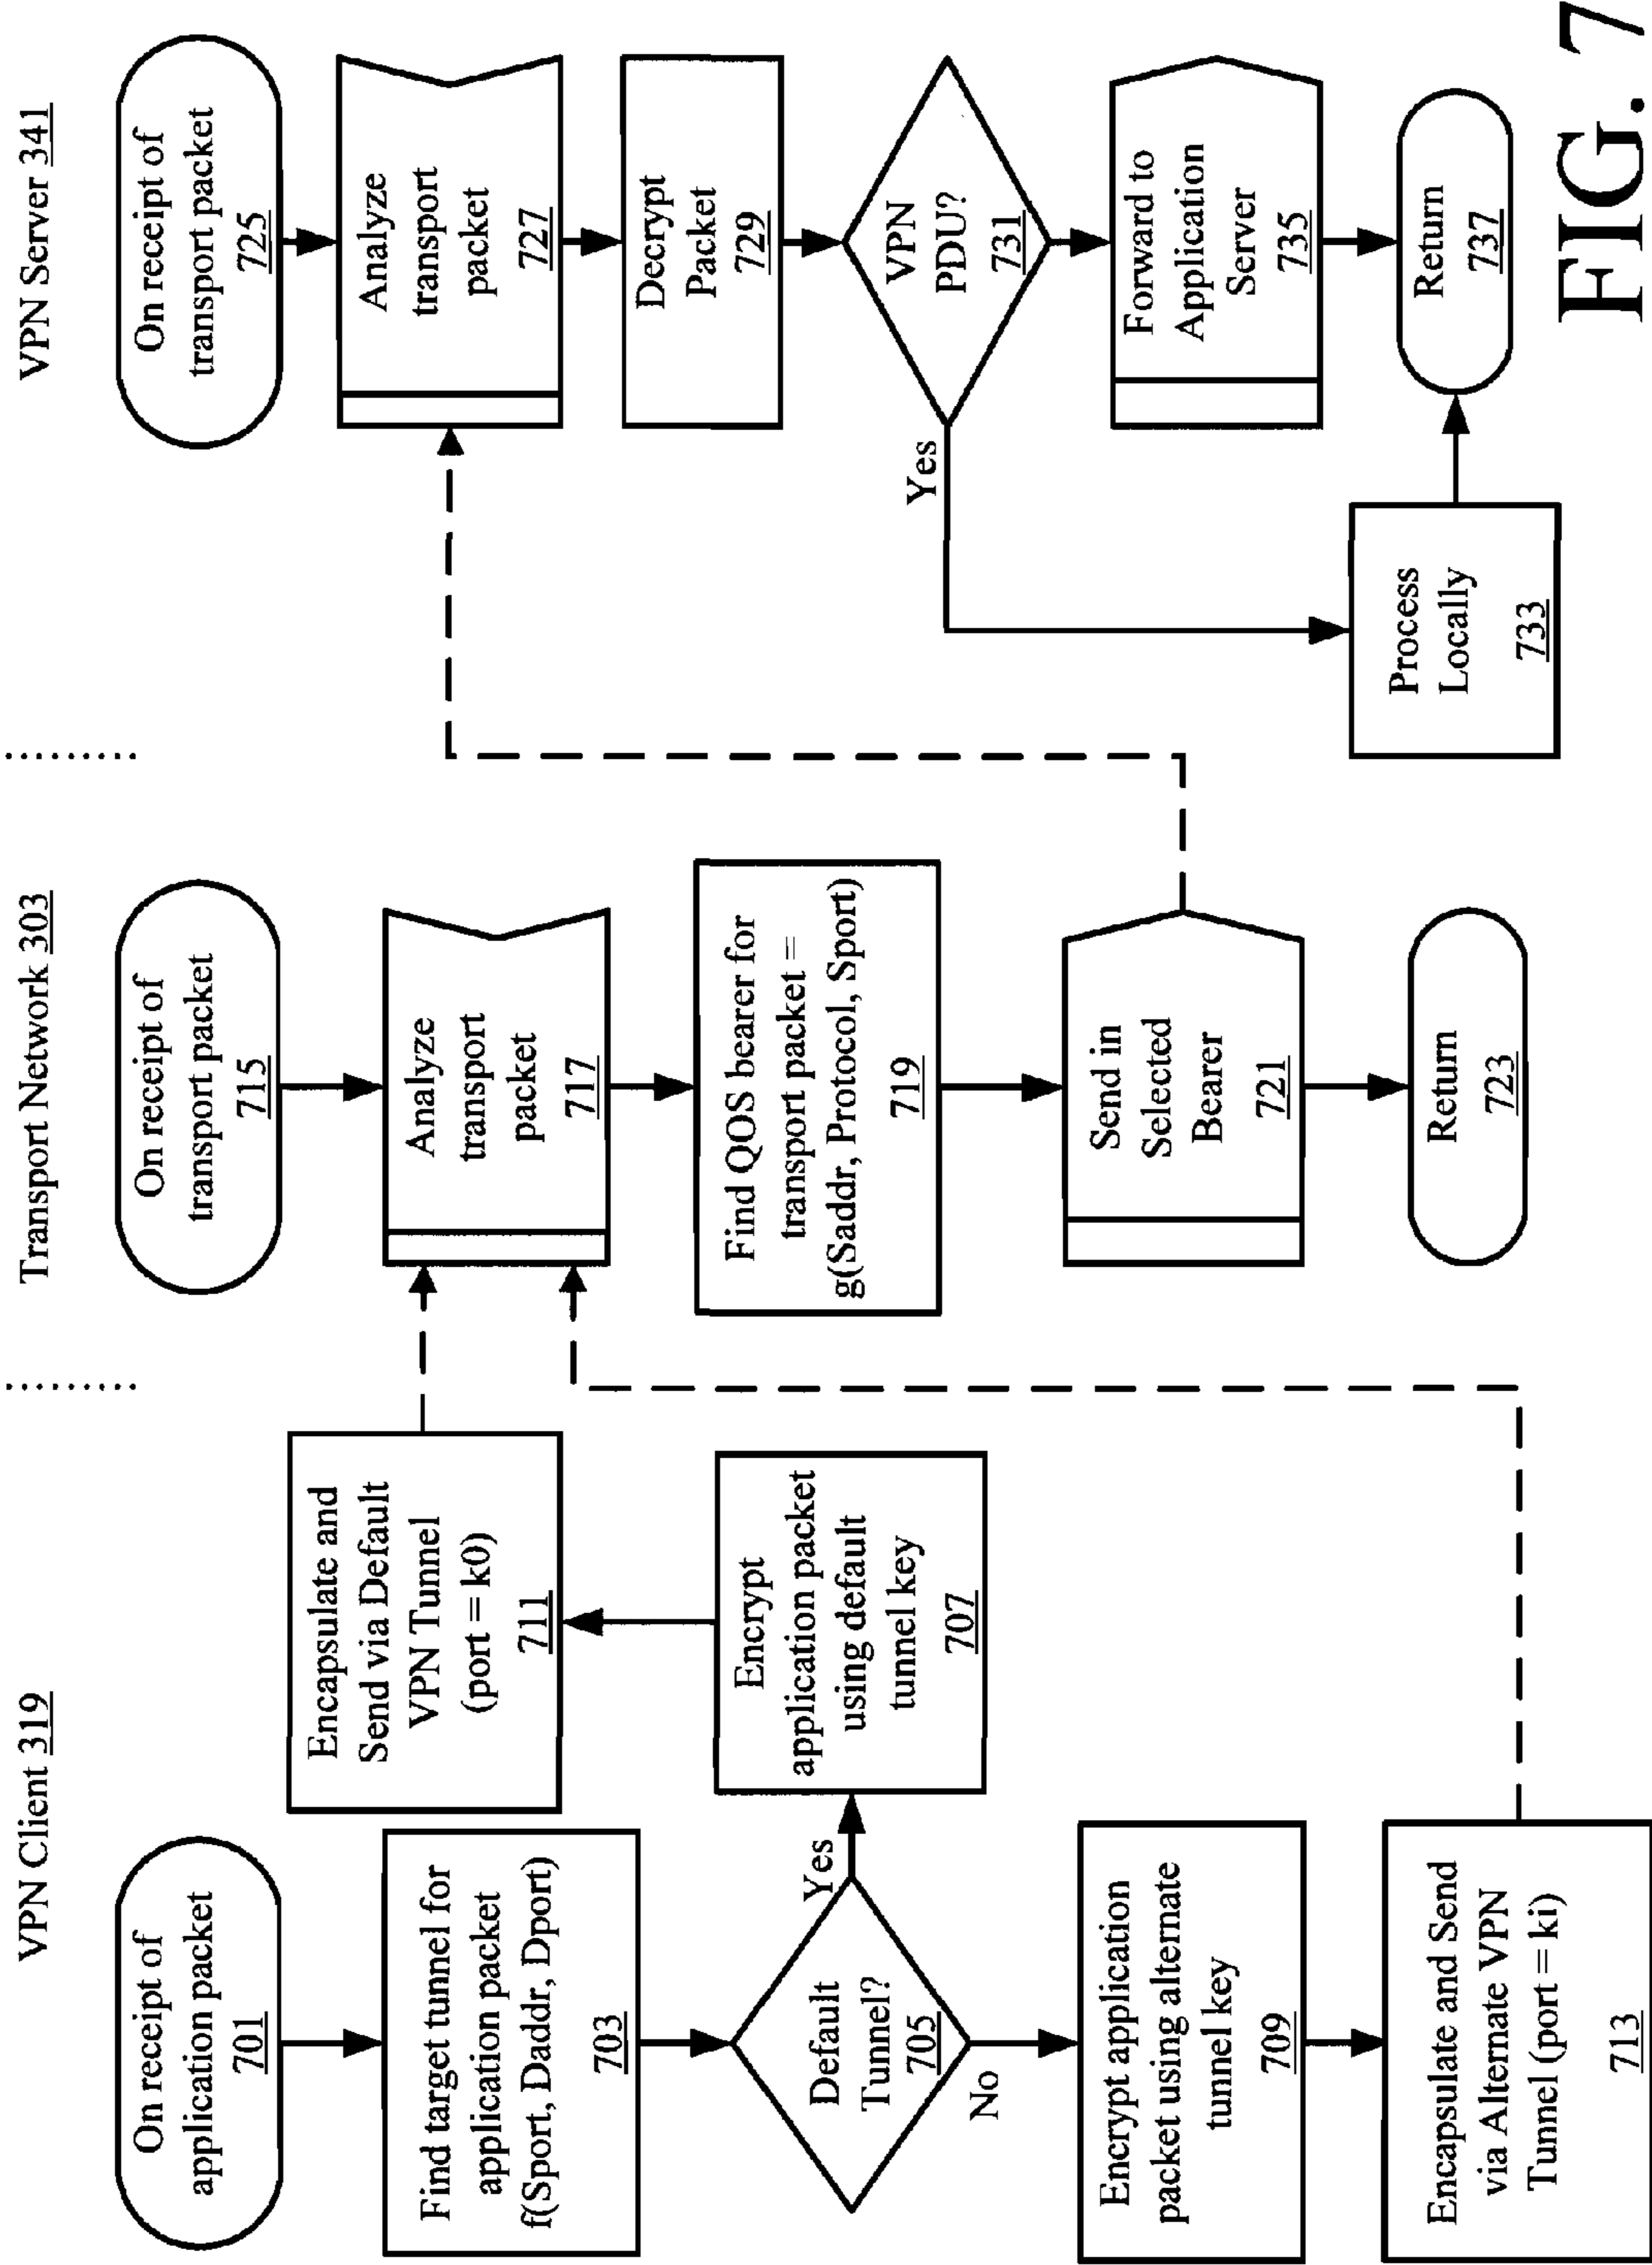 VPN Client 319
On receipt of
application packet
701
Find target tunnel for
application packet
f(Sport, Daddr, Dport)
703
Default
Tunnel?
705
Yes
No
Encrypt
application packet
using default
tunnel key
707
Encapsulate and
Send via Default
VPN Tunnel
(port = k0)
711
Encrypt application
packet using alternate
tunnel key
709
Encapsulate and Send
via Alternate VPN
Tunnel (port = ki)
713
Transport Network 303
On receipt of
transport packet
715
Analyze
transport
packet
717
Find QOS bearer for
transport packet =
g(Saddr, Protocol, Sport)
719
Send in
Selected
Bearer
721
Return
723
VPN Server 341
On receipt of
transport packet
725
Analyze
transport
packet
727
Decrypt
Packet
729
VPN
PDU?
731
Yes
Process
Locally
733
Forward to
Application
Server
735
Return
737
FIG. 7